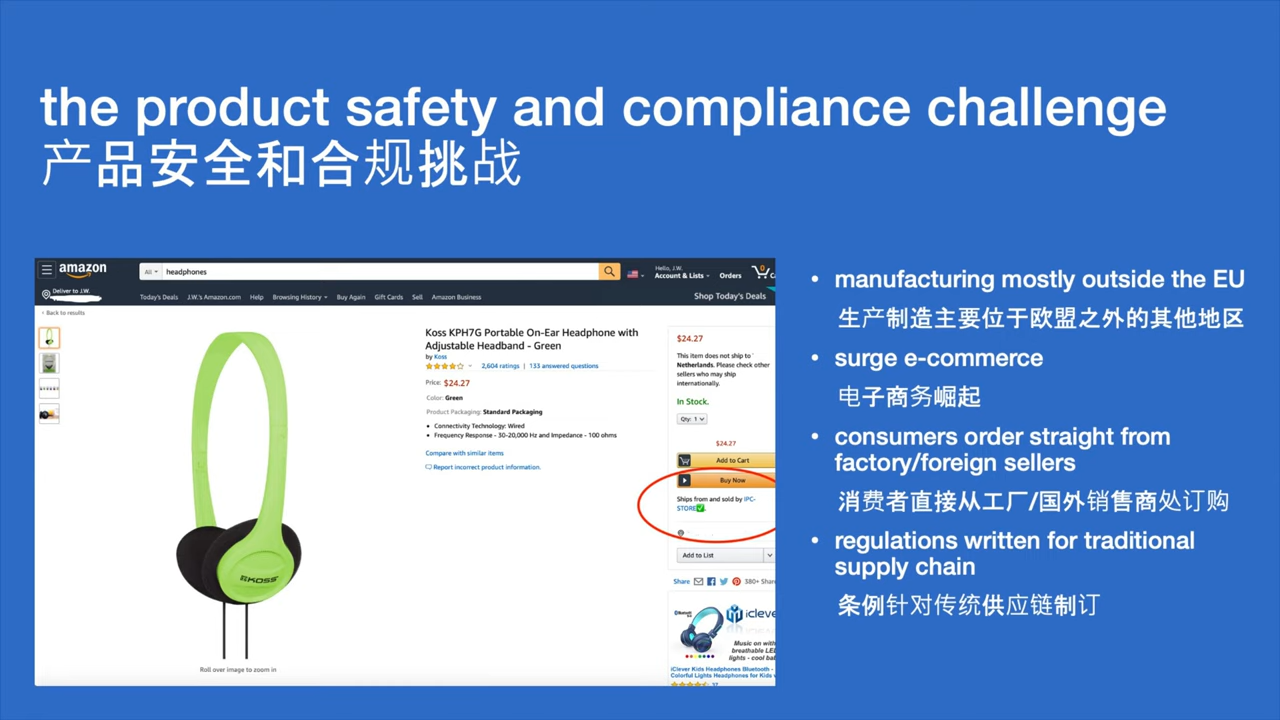 the product safety and compliance challenge
产品安全和合规挑战
amazon
All
headphones
Hello, J.W.
Account & Lists
Orders
0
Deliver to J.W.
Today's Deals
J.W.'s Amazon.com
Help
Browsing History
Buy Again
Gift Cards
Sell
Amazon Business
Shop Today's Deals
‹ Back to results
Koss KPH7G Portable On-Ear Headphone with
Adjustable Headband - Green
by Koss
2,604 ratings | 133 answered questions
Price: $24.27
Color: Green
Product Packaging: Standard Packaging
• Connectivity Technology: Wired
• Frequency Response - 30-20,000 Hz and Impedance - 100 ohms
Compare with similar items
Report incorrect product information.
KOSS
Roll over image to zoom in
$24.27
This item does not ship to
Netherlands. Please check other
sellers who may ship
internationally.
In Stock.
Qty: 1
$24.27
Add to Cart
Buy Now
Ships from and sold by IPC-
STORE✅.
Add to List
Share
380+ Shar
Bluetooth
iclever
Music on with
breathable LED
lights - cool ba
iClever Kids Headphones Bluetooth -
Colorful Lights Headphones for Kids
37
• manufacturing mostly outside the EU
生产制造主要位于欧盟之外的其他地区
• surge e-commerce
电子商务崛起
• consumers order straight from
factory/foreign sellers
消费者直接从工厂/国外销售商处订购
• regulations written for traditional
supply chain
条例针对传统供应链制订